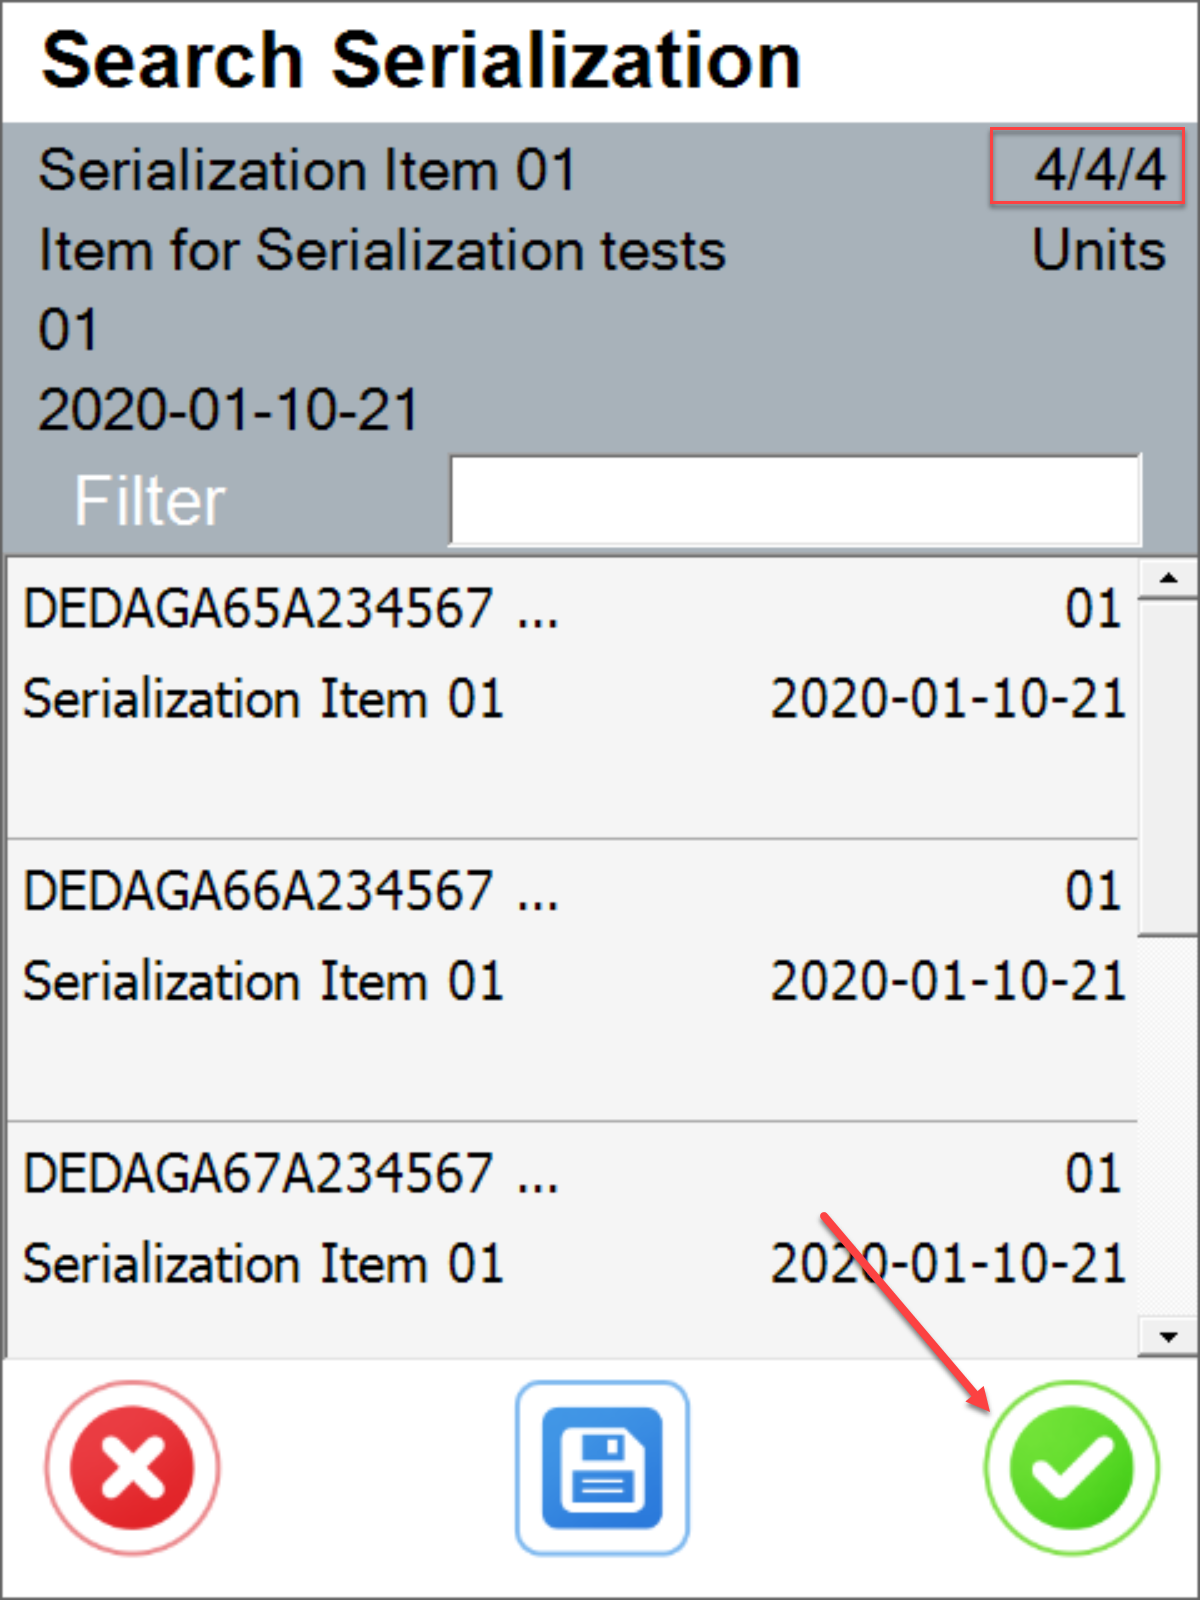 Search Serialization
Serialization Item 01 4/4/4
Item for Serialization tests Units
01
2020-01-10-21
Filter
DEDAGA65A234567 ... 01
Serialization Item 01 2020-01-10-21
DEDAGA66A234567 ... 01
Serialization Item 01 2020-01-10-21
DEDAGA67A234567 ... 01
Serialization Item 01 2020-01-10-21